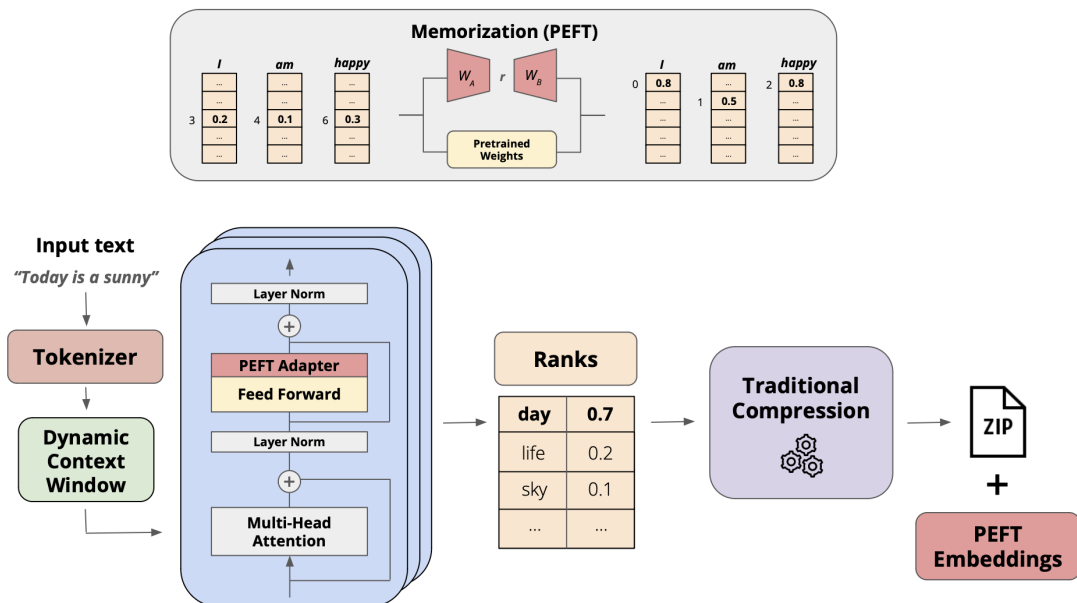 Memorization (PEFT)
I am happy
... ... ...
... ... ...
3 0.2 4 0.1 6 0.3
... ... ...
... ... ...
W_A r W_B
Pretrained
Weights
I am happy
0 0.8 ... 2 0.8
... 1 0.5 ...
... ... ...
... ... ...
... ... ...
Input text
“Today is a sunny”
Tokenizer
Dynamic
Context
Window
Layer Norm
+
PEFT Adapter
Feed Forward
Layer Norm
+
Multi-Head
Attention
Ranks
day 0.7
life 0.2
sky 0.1
... ...
Traditional
Compression
ZIP
+
PEFT
Embeddings